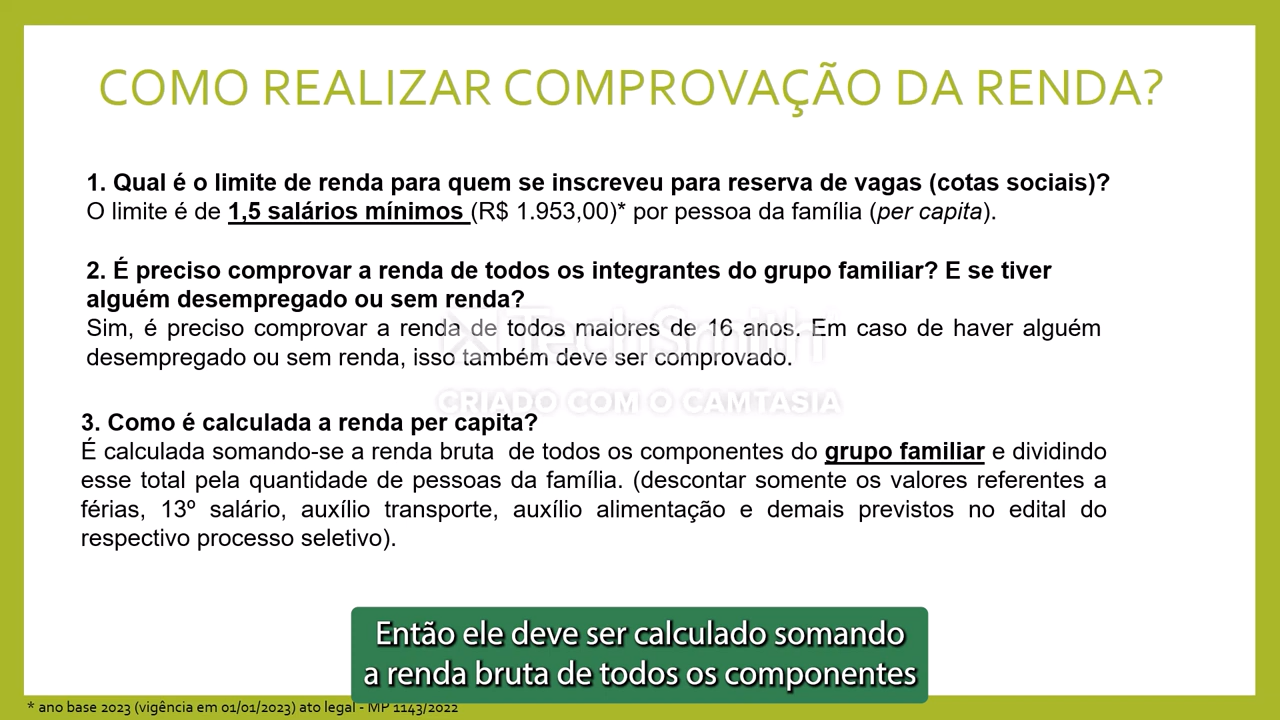 COMO REALIZAR COMPROVAÇÃO DA RENDA?
1. Qual é o limite de renda para quem se inscreveu para reserva de vagas (cotas sociais)?
O limite é de 1,5 salários mínimos (R$ 1.953,00)* por pessoa da família (per capita).
2. É preciso comprovar a renda de todos os integrantes do grupo familiar? E se tiver
alguém desempregado ou sem renda?
Sim, é preciso comprovar a renda de todos maiores de 16 anos. Em caso de haver alguém
desempregado ou sem renda, isso também deve ser comprovado.
TechSmith
CRIADO COM O CAMTASIA
3. Como é calculada a renda per capita?
É calculada somando-se a renda bruta de todos os componentes do grupo familiar e dividindo
esse total pela quantidade de pessoas da família. (descontar somente os valores referentes a
férias, 13º salário, auxílio transporte, auxílio alimentação e demais previstos no edital do
respectivo processo seletivo).
Então ele deve ser calculado somando
a renda bruta de todos os componentes
* ano base 2023 (vigência em 01/01/2023) ato legal - MP 1143/2022